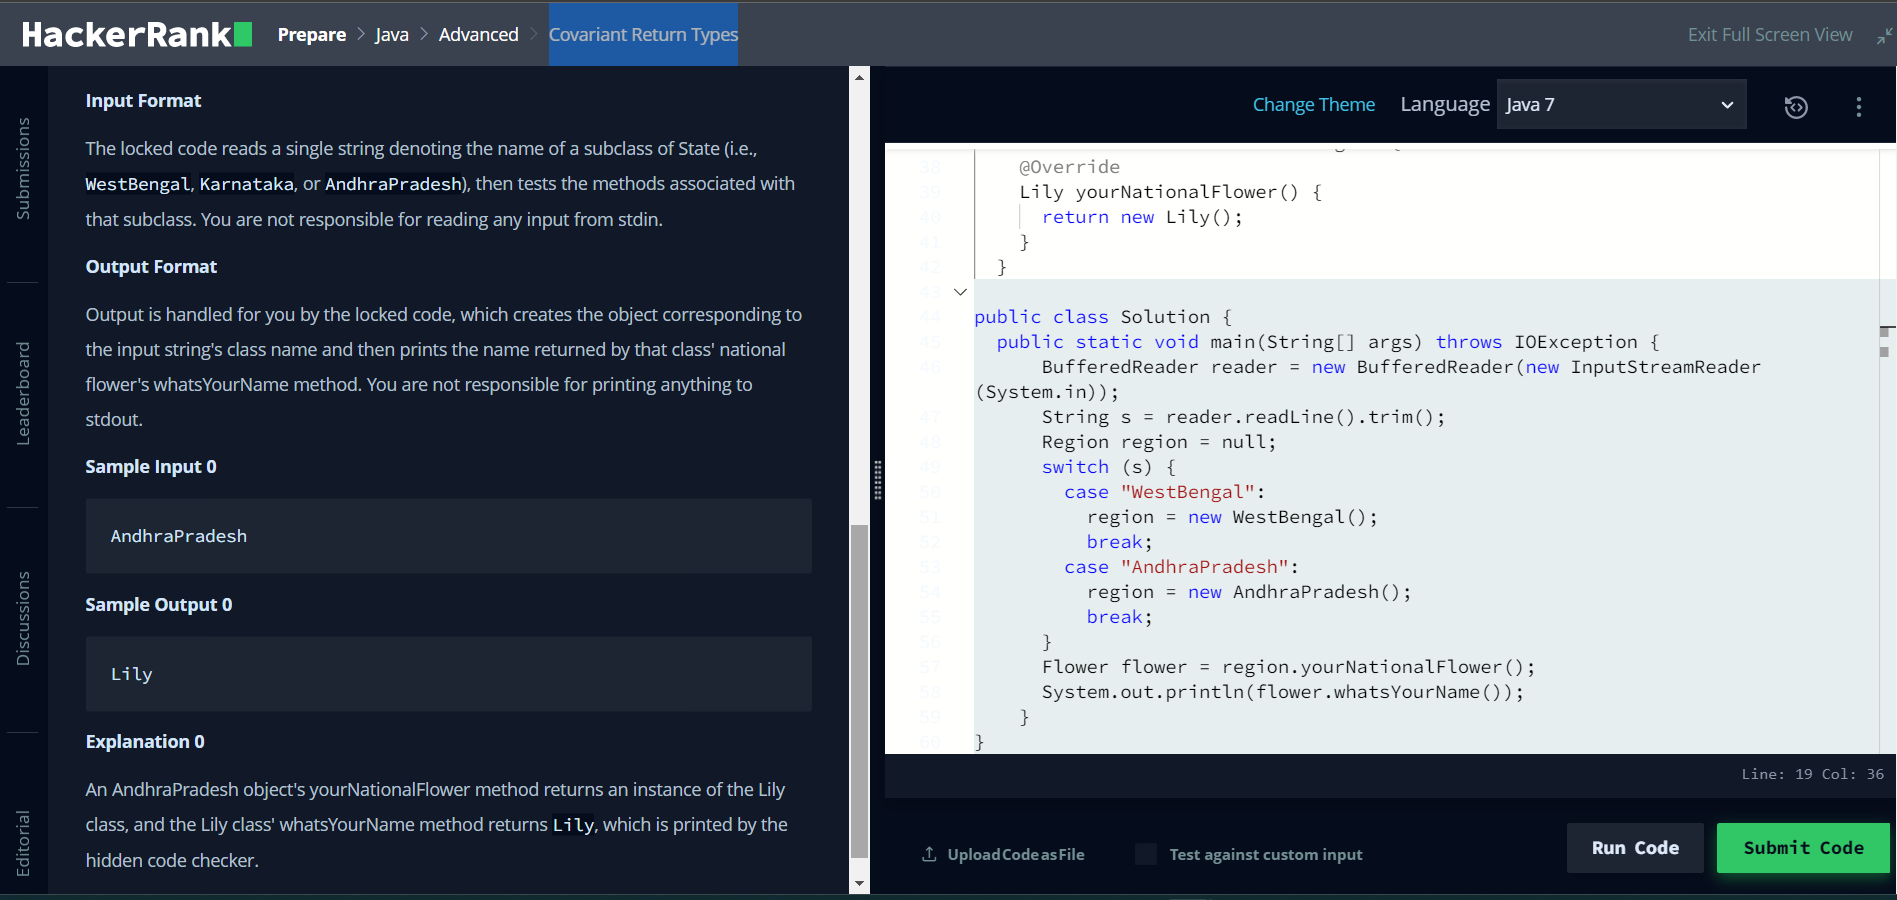 HackerRank Prepare > Java > Advanced > Covariant Return Types Exit Full Screen View
Submissions
Leaderboard
Discussions
Editorial
Input Format
The locked code reads a single string denoting the name of a subclass of State (i.e.,
WestBengal, Karnataka, or AndhraPradesh), then tests the methods associated with
that subclass. You are not responsible for reading any input from stdin.
Output Format
Output is handled for you by the locked code, which creates the object corresponding to
the input string's class name and then prints the name returned by that class' national
flower's whatsYourName method. You are not responsible for printing anything to
stdout.
Sample Input 0
AndhraPradesh
Sample Output 0
Lily
Explanation 0
An AndhraPradesh object's yourNationalFlower method returns an instance of the Lily
class, and the Lily class' whatsYourName method returns Lily, which is printed by the
hidden code checker.
Change Theme Language Java 7
38 @Override
39 Lily yourNationalFlower() {
40 return new Lily();
41 }
42 }
43
44 public class Solution {
45 public static void main(String[] args) throws IOException {
46 BufferedReader reader = new BufferedReader(new InputStreamReader
(System.in));
47 String s = reader.readLine().trim();
48 Region region = null;
49 switch (s) {
50 case "WestBengal":
51 region = new WestBengal();
52 break;
53 case "AndhraPradesh":
54 region = new AndhraPradesh();
55 break;
56 }
57 Flower flower = region.yourNationalFlower();
58 System.out.println(flower.whatsYourName());
59 }
60 }
Line: 19 Col: 36
Upload Code as File Test against custom input Run Code Submit Code